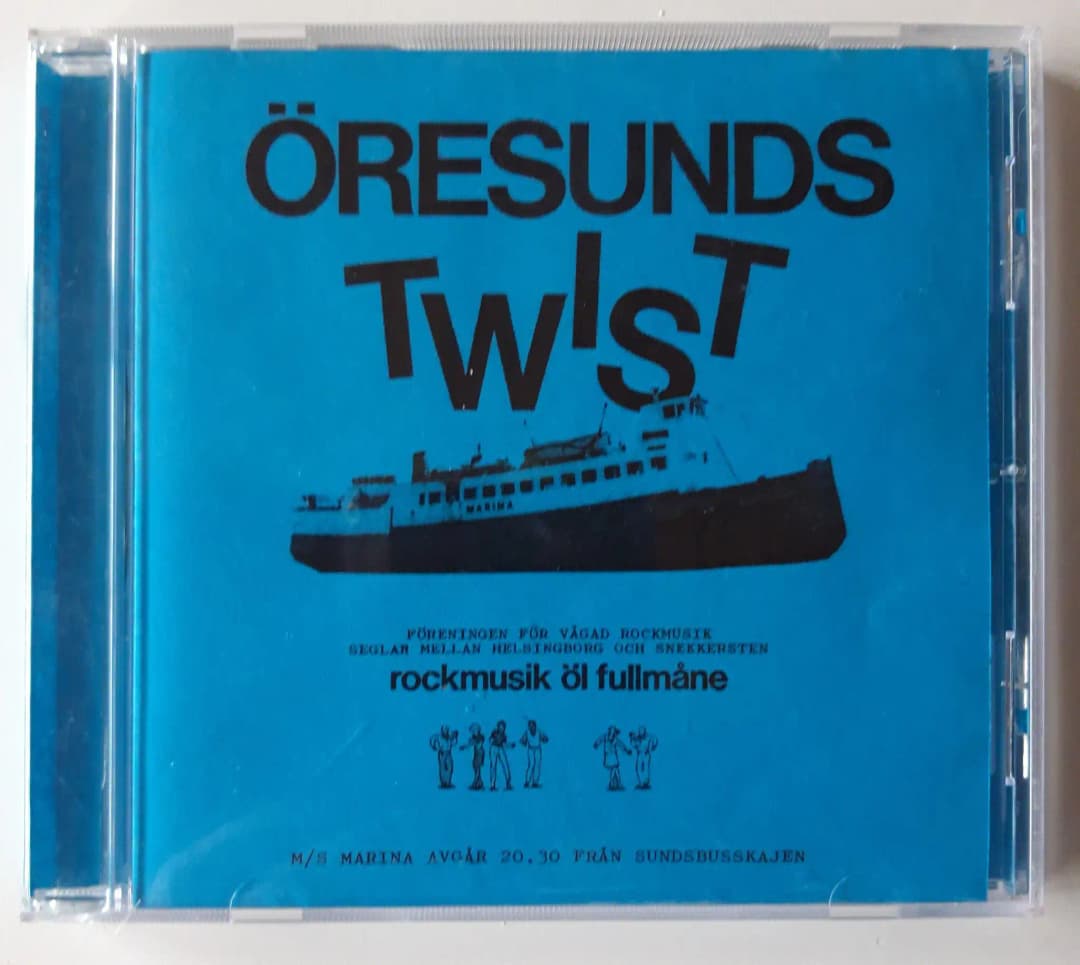 ÖRESUNDS
TWIST
MARINA
FÖRENINGEN FÖR VÅGAD ROCKMUSIK
SEGLAR MELLAN HELSINGBORG OCH SNEKKERSTEN
rockmusik öl fullmåne
M/S MARINA AVGÅR 20.30 FRÅN SUNDSBUSSKAJEN